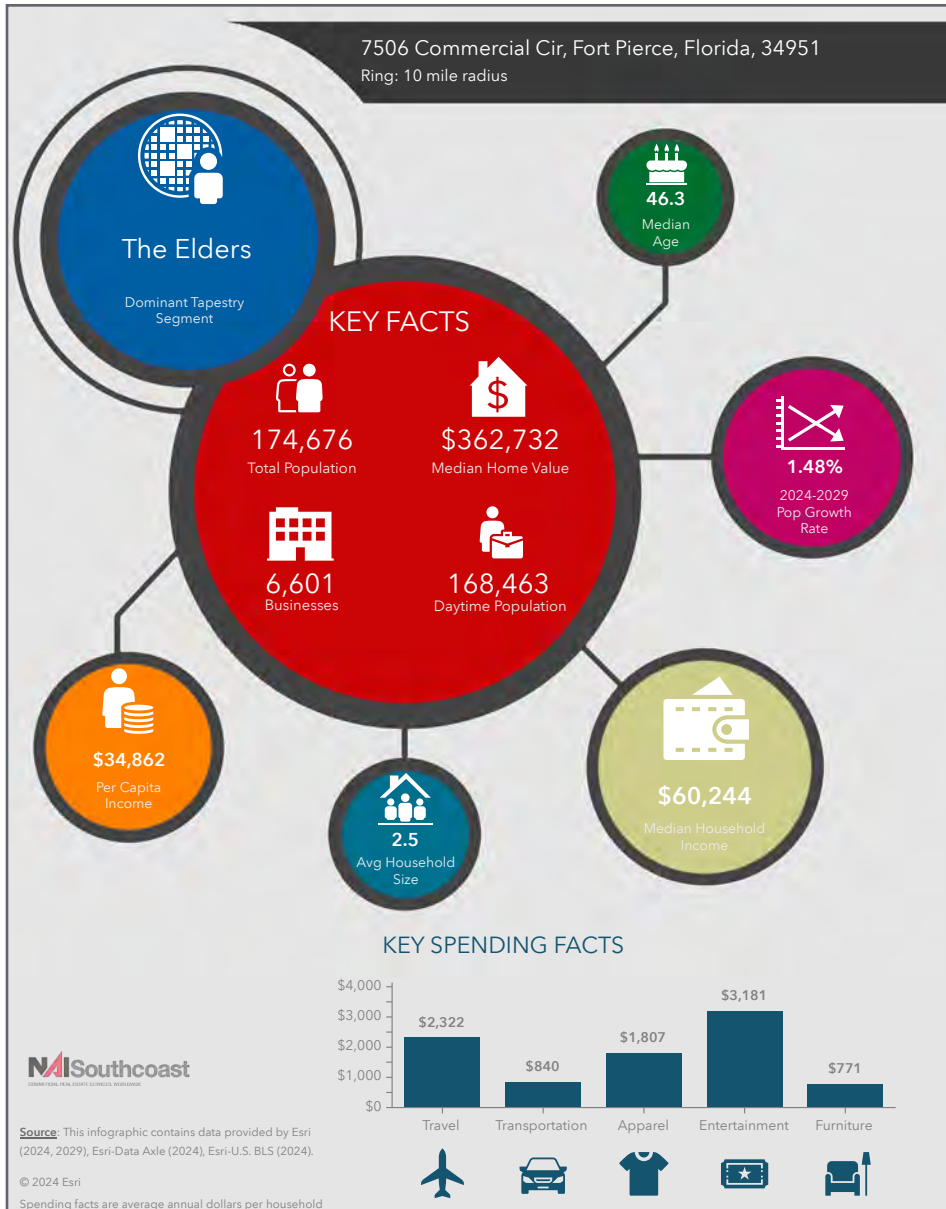 7506 Commercial Cir, Fort Pierce, Florida, 34951
Ring: 10 mile radius
The Elders
Dominant Tapestry
Segment
46.3
Median
Age
KEY FACTS
174,676
Total Population
$362,732
Median Home Value
6,601
Businesses
168,463
Daytime Population
1.48%
2024-2029
Pop Growth
Rate
$34,862
Per Capita
Income
2.5
Avg Household
Size
$60,244
Median Household
Income
KEY SPENDING FACTS
$4,000
$3,000
$2,000
$1,000
$0
$2,322
$840
$1,807
$3,181
$771
Travel
Transportation
Apparel
Entertainment
Furniture
NAISouthcoast
COMMERCIAL REAL ESTATE SERVICES, WORLDWIDE
Source: This infographic contains data provided by Esri
(2024, 2029), Esri-Data Axle (2024), Esri-U.S. BLS (2024).
© 2024 Esri
Spending facts are average annual dollars per household